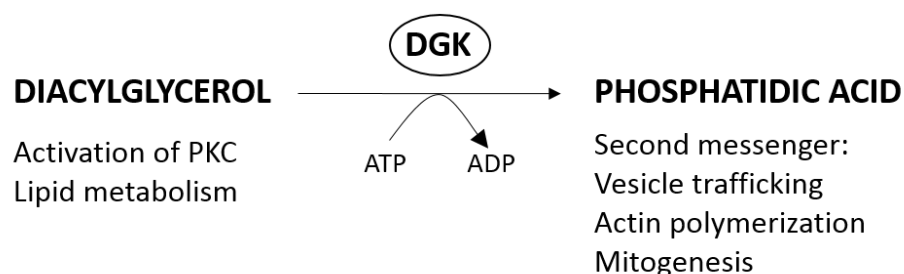 DGK
DIACYLGLYCEROL
PHOSPHATIDIC ACID
Activation of PKC
Lipid metabolism
ATP
ADP
Second messenger:
Vesicle trafficking
Actin polymerization
Mitogenesis